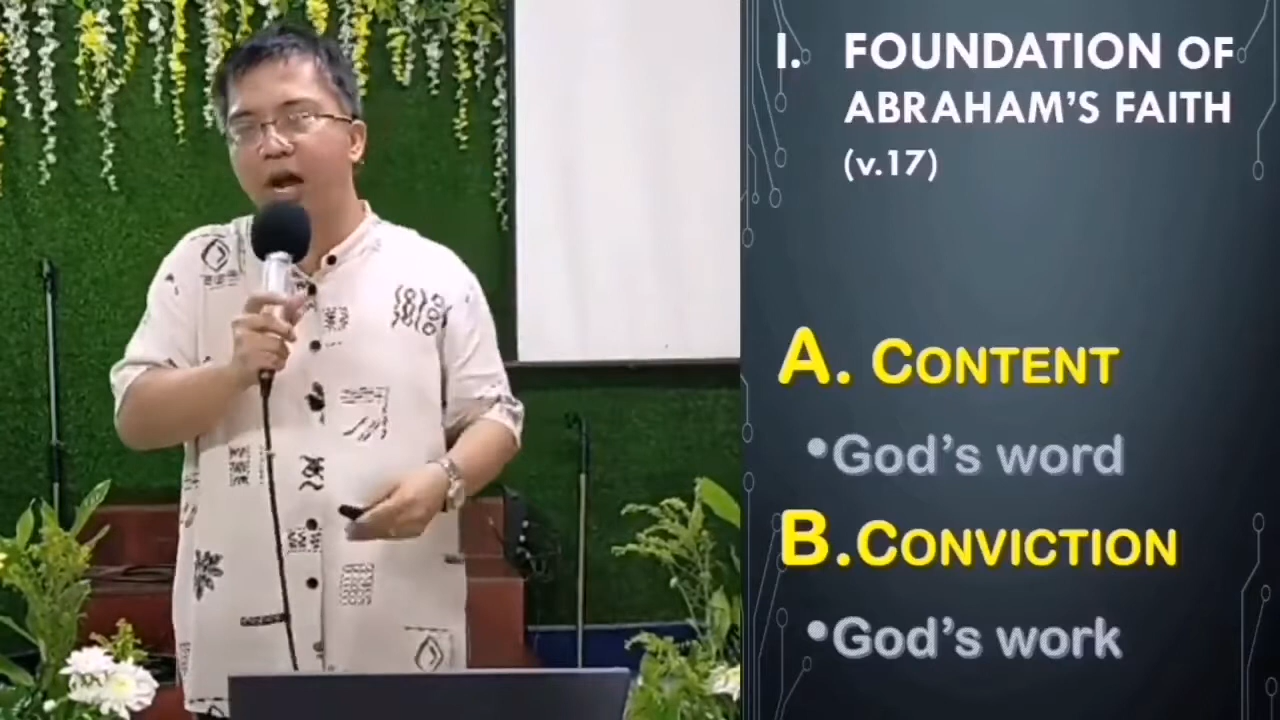 I. FOUNDATION OF
ABRAHAM'S FAITH
(v.17)
A. CONTENT
•God's word
B. CONVICTION
•God's work